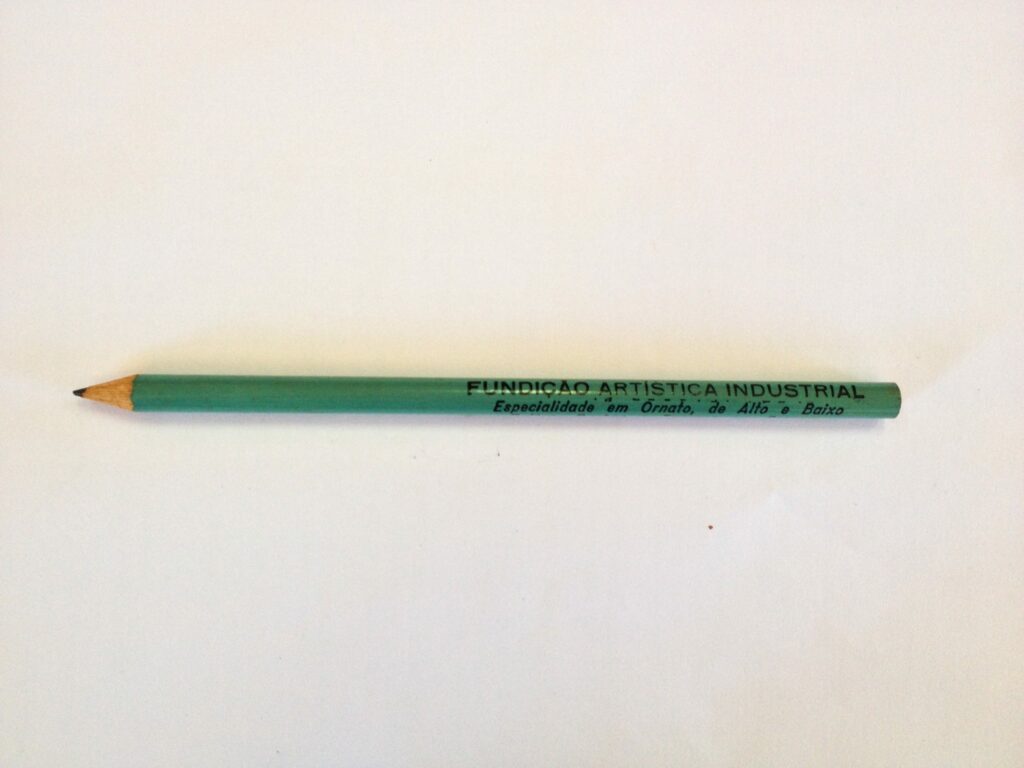 FUNDIÇÃO ARTÍSTICA INDUSTRIAL
Especialidade em Ornato, de Alto e Baixo